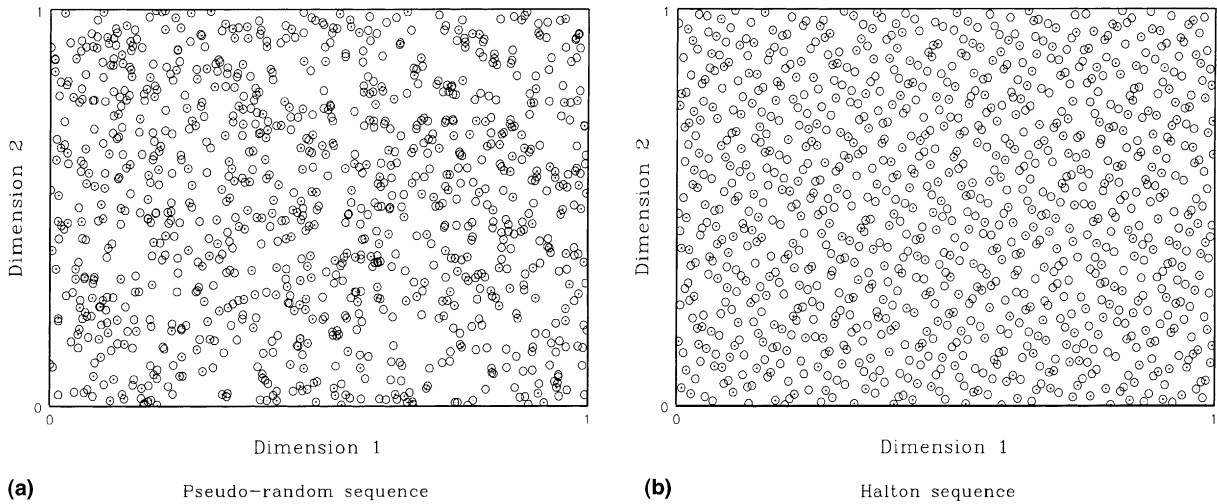 1
Dimension 2
0
0
1
Dimension 1
(a)
Pseudo-random sequence
1
Dimension 2
0
0
1
Dimension 1
(b)
Halton sequence